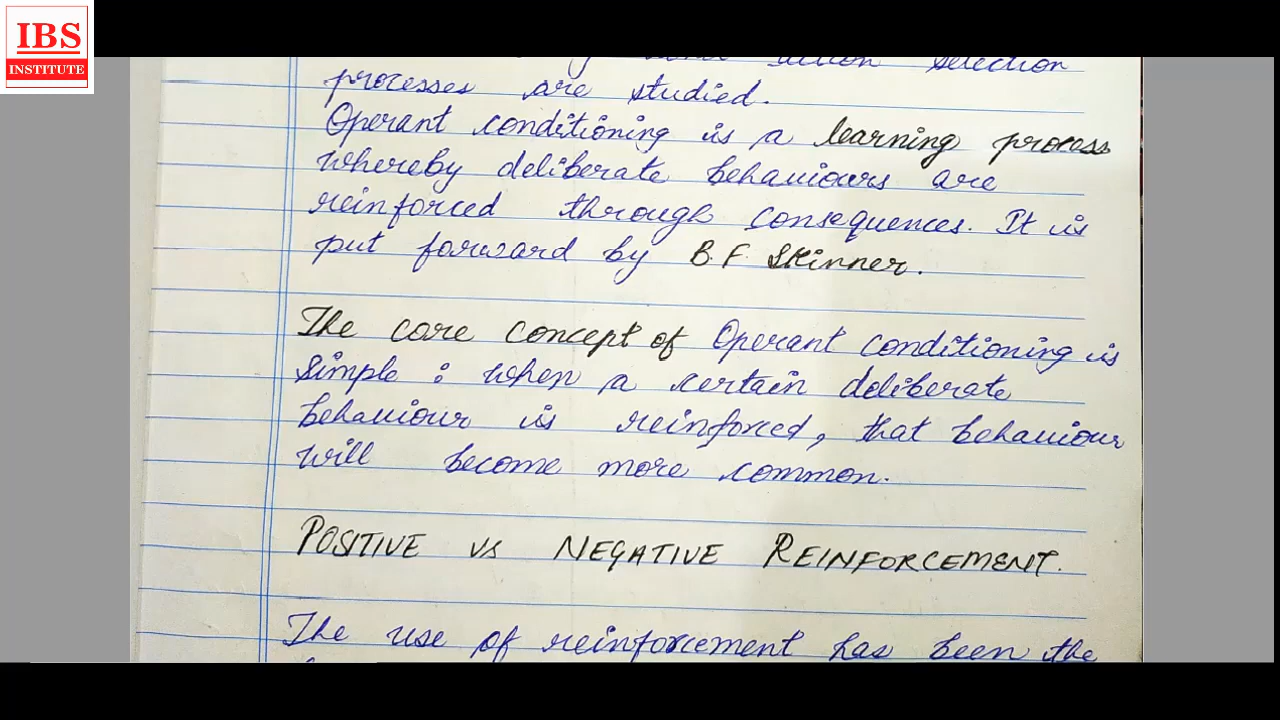 IBS
INSTITUTE
action selection
processes are studied.
Operant conditioning is a learning process
whereby deliberate behaviours are
reinforced through consequences. It is
put forward by B.F. Skinner.
The core concept of Operant conditioning is
simple : when a certain deliberate
behaviour is reinforced, that behaviour
will become more common.
POSITIVE VS NEGATIVE REINFORCEMENT.
The use of reinforcement has been the